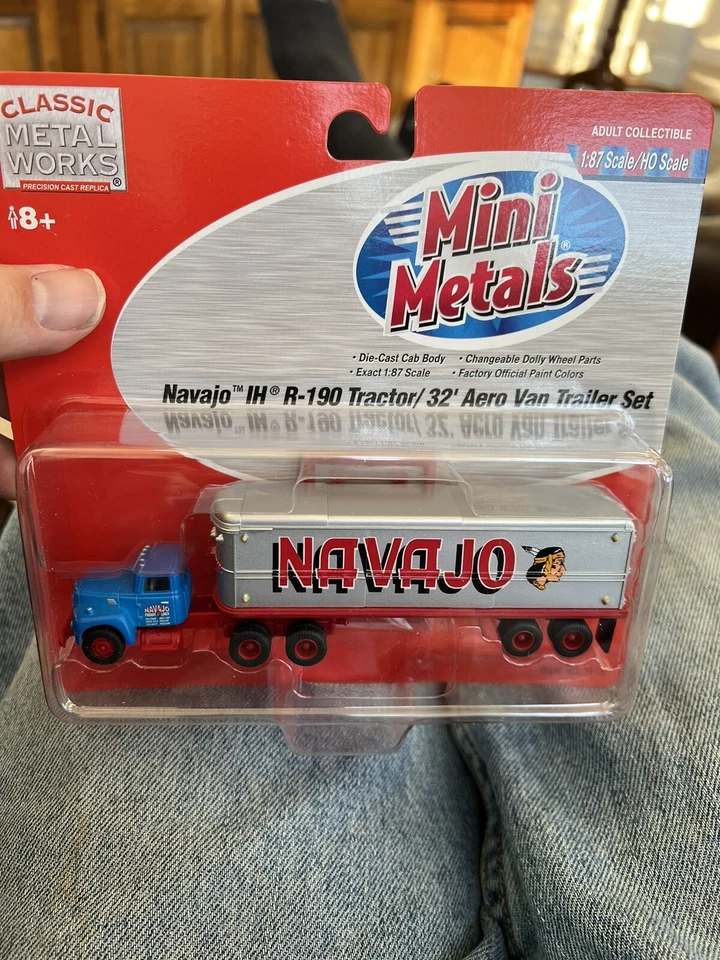 CLASSIC
METAL
WORKS®
PRECISION CAST REPLICA
8+
ADULT COLLECTIBLE
1:87 Scale/HO Scale
Mini
Metals®
• Die-Cast Cab Body • Changeable Dolly Wheel Parts
• Exact 1:87 Scale • Factory Official Paint Colors
Navajo™ IH® R-190 Tractor/ 32' Aero Van Trailer Set
NAVAJO
NAVAJO